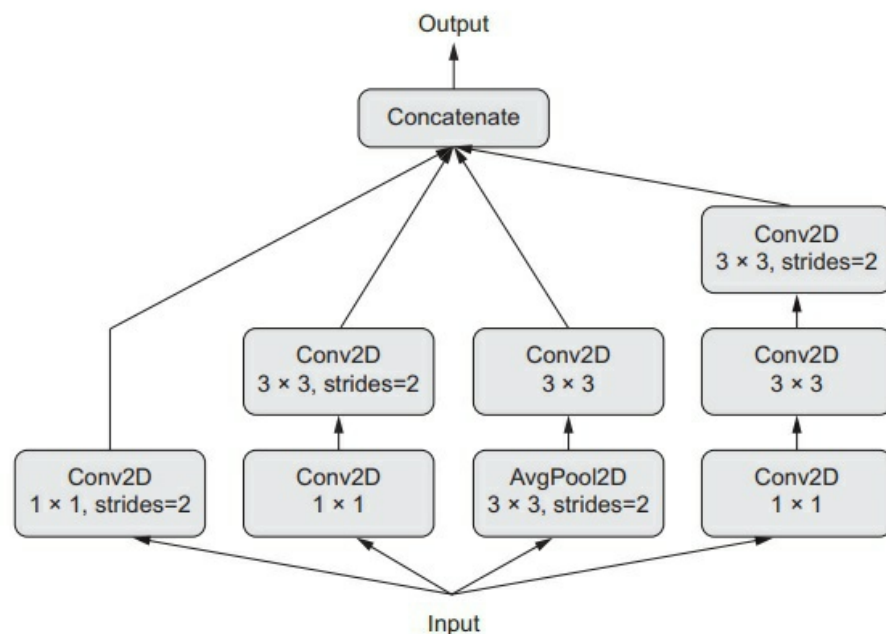 Output
Concatenate
Conv2D
3 × 3, strides=2
Conv2D
3 × 3, strides=2
Conv2D
3 × 3
Conv2D
3 × 3
Conv2D
1 × 1, strides=2
Conv2D
1 × 1
AvgPool2D
3 × 3, strides=2
Conv2D
1 × 1
Input